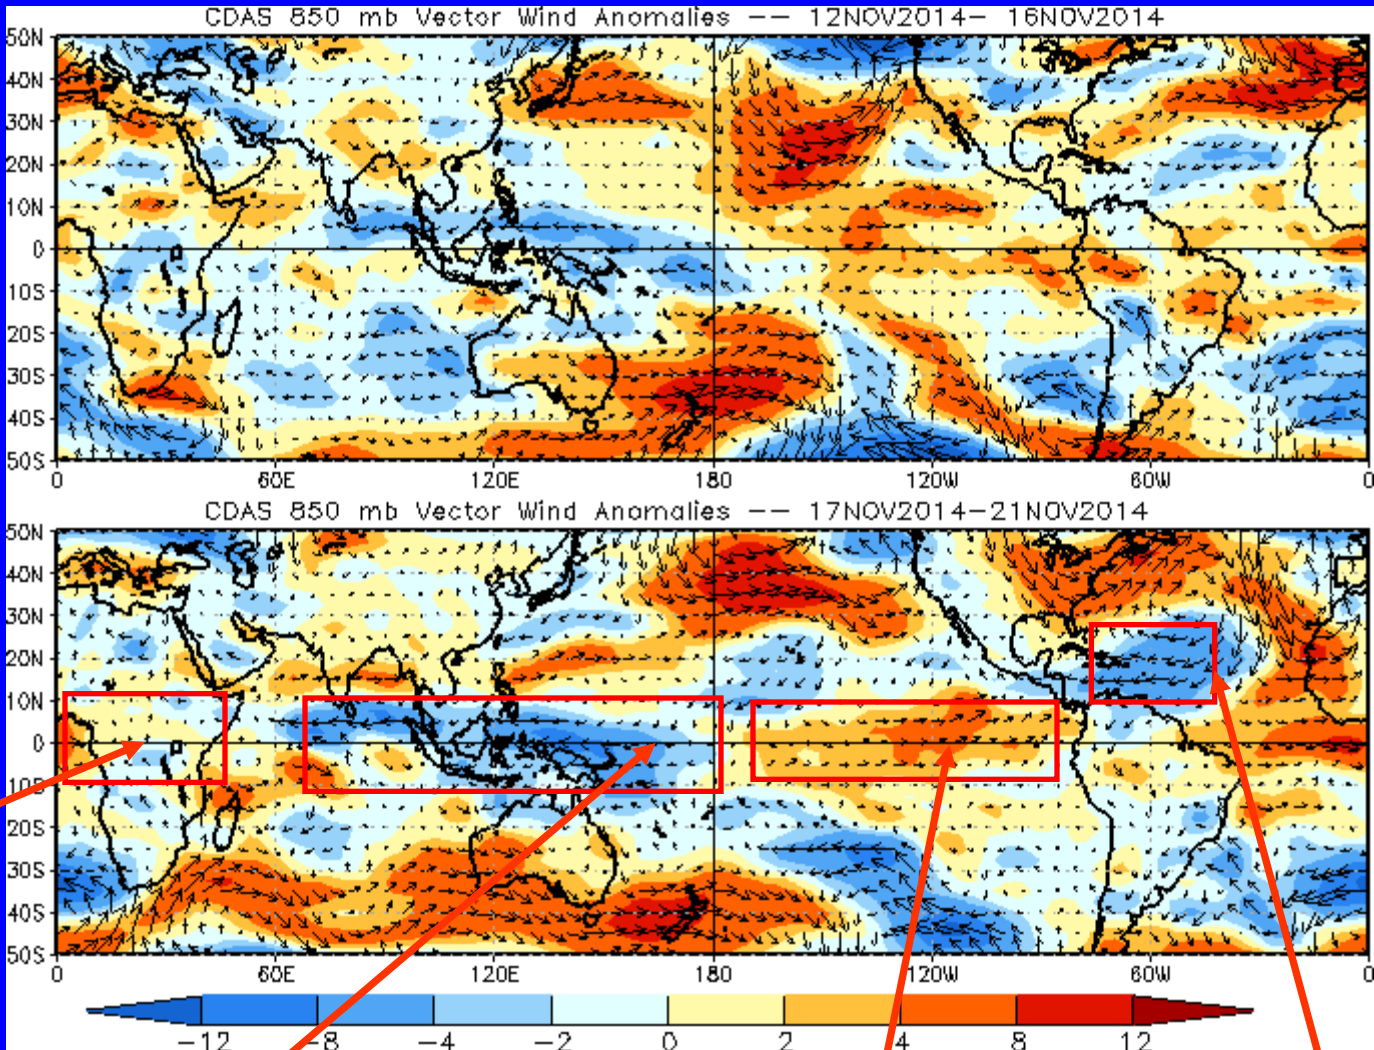 CDAS 850 mb Vector Wind Anomalies -- 12NOV2014- 16NOV2014
50N
40N
30N
20N
10N
0
10S
20S
30S
40S
50S
0 60E 120E 180 120W 60W 0
CDAS 850 mb Vector Wind Anomalies -- 17NOV2014-21NOV2014
50N
40N
30N
20N
10N
0
10S
20S
30S
40S
50S
0 60E 120E 180 120W 60W 0
-12 -8 -4 -2 0 2 4 8 12